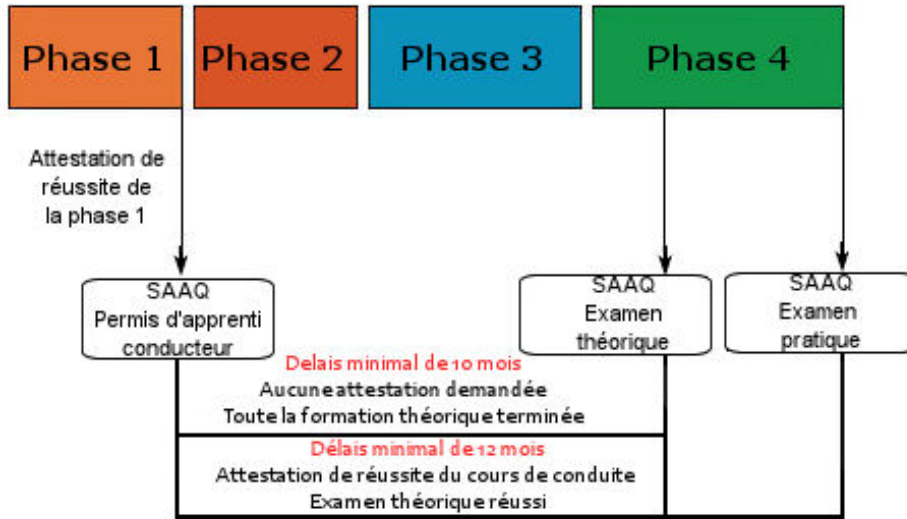 Phase 1
Phase 2
Phase 3
Phase 4
Attestation de
réussite de
la phase 1
SAAQ
Permis d'apprenti
conducteur
SAAQ
Examen
théorique
SAAQ
Examen
pratique
Delais minimal de 10 mois
Aucune attestation demandée
Toute la formation théorique terminée
Délais minimal de 12 mois
Attestation de réussite du cours de conduite
Examen théorique réussi